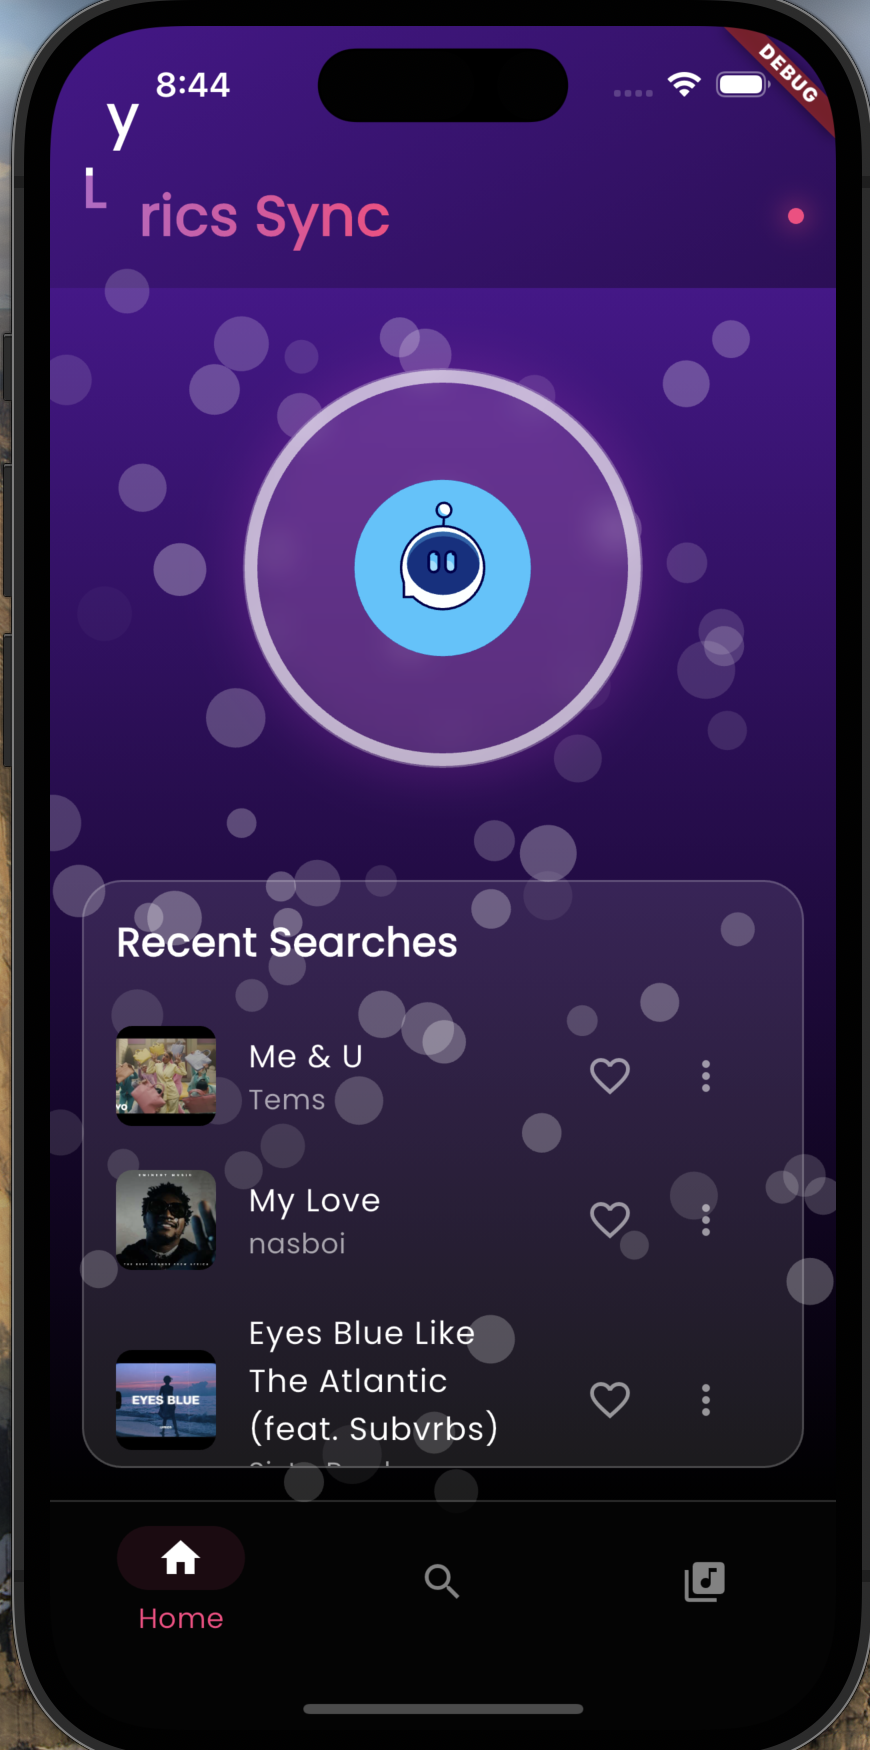 8:44
DEBUG
y
L
rics Sync
Recent Searches
Me & U
Tems
My Love
nasboi
EYES BLUE
Eyes Blue Like
The Atlantic
(feat. Subvrbs)
Home